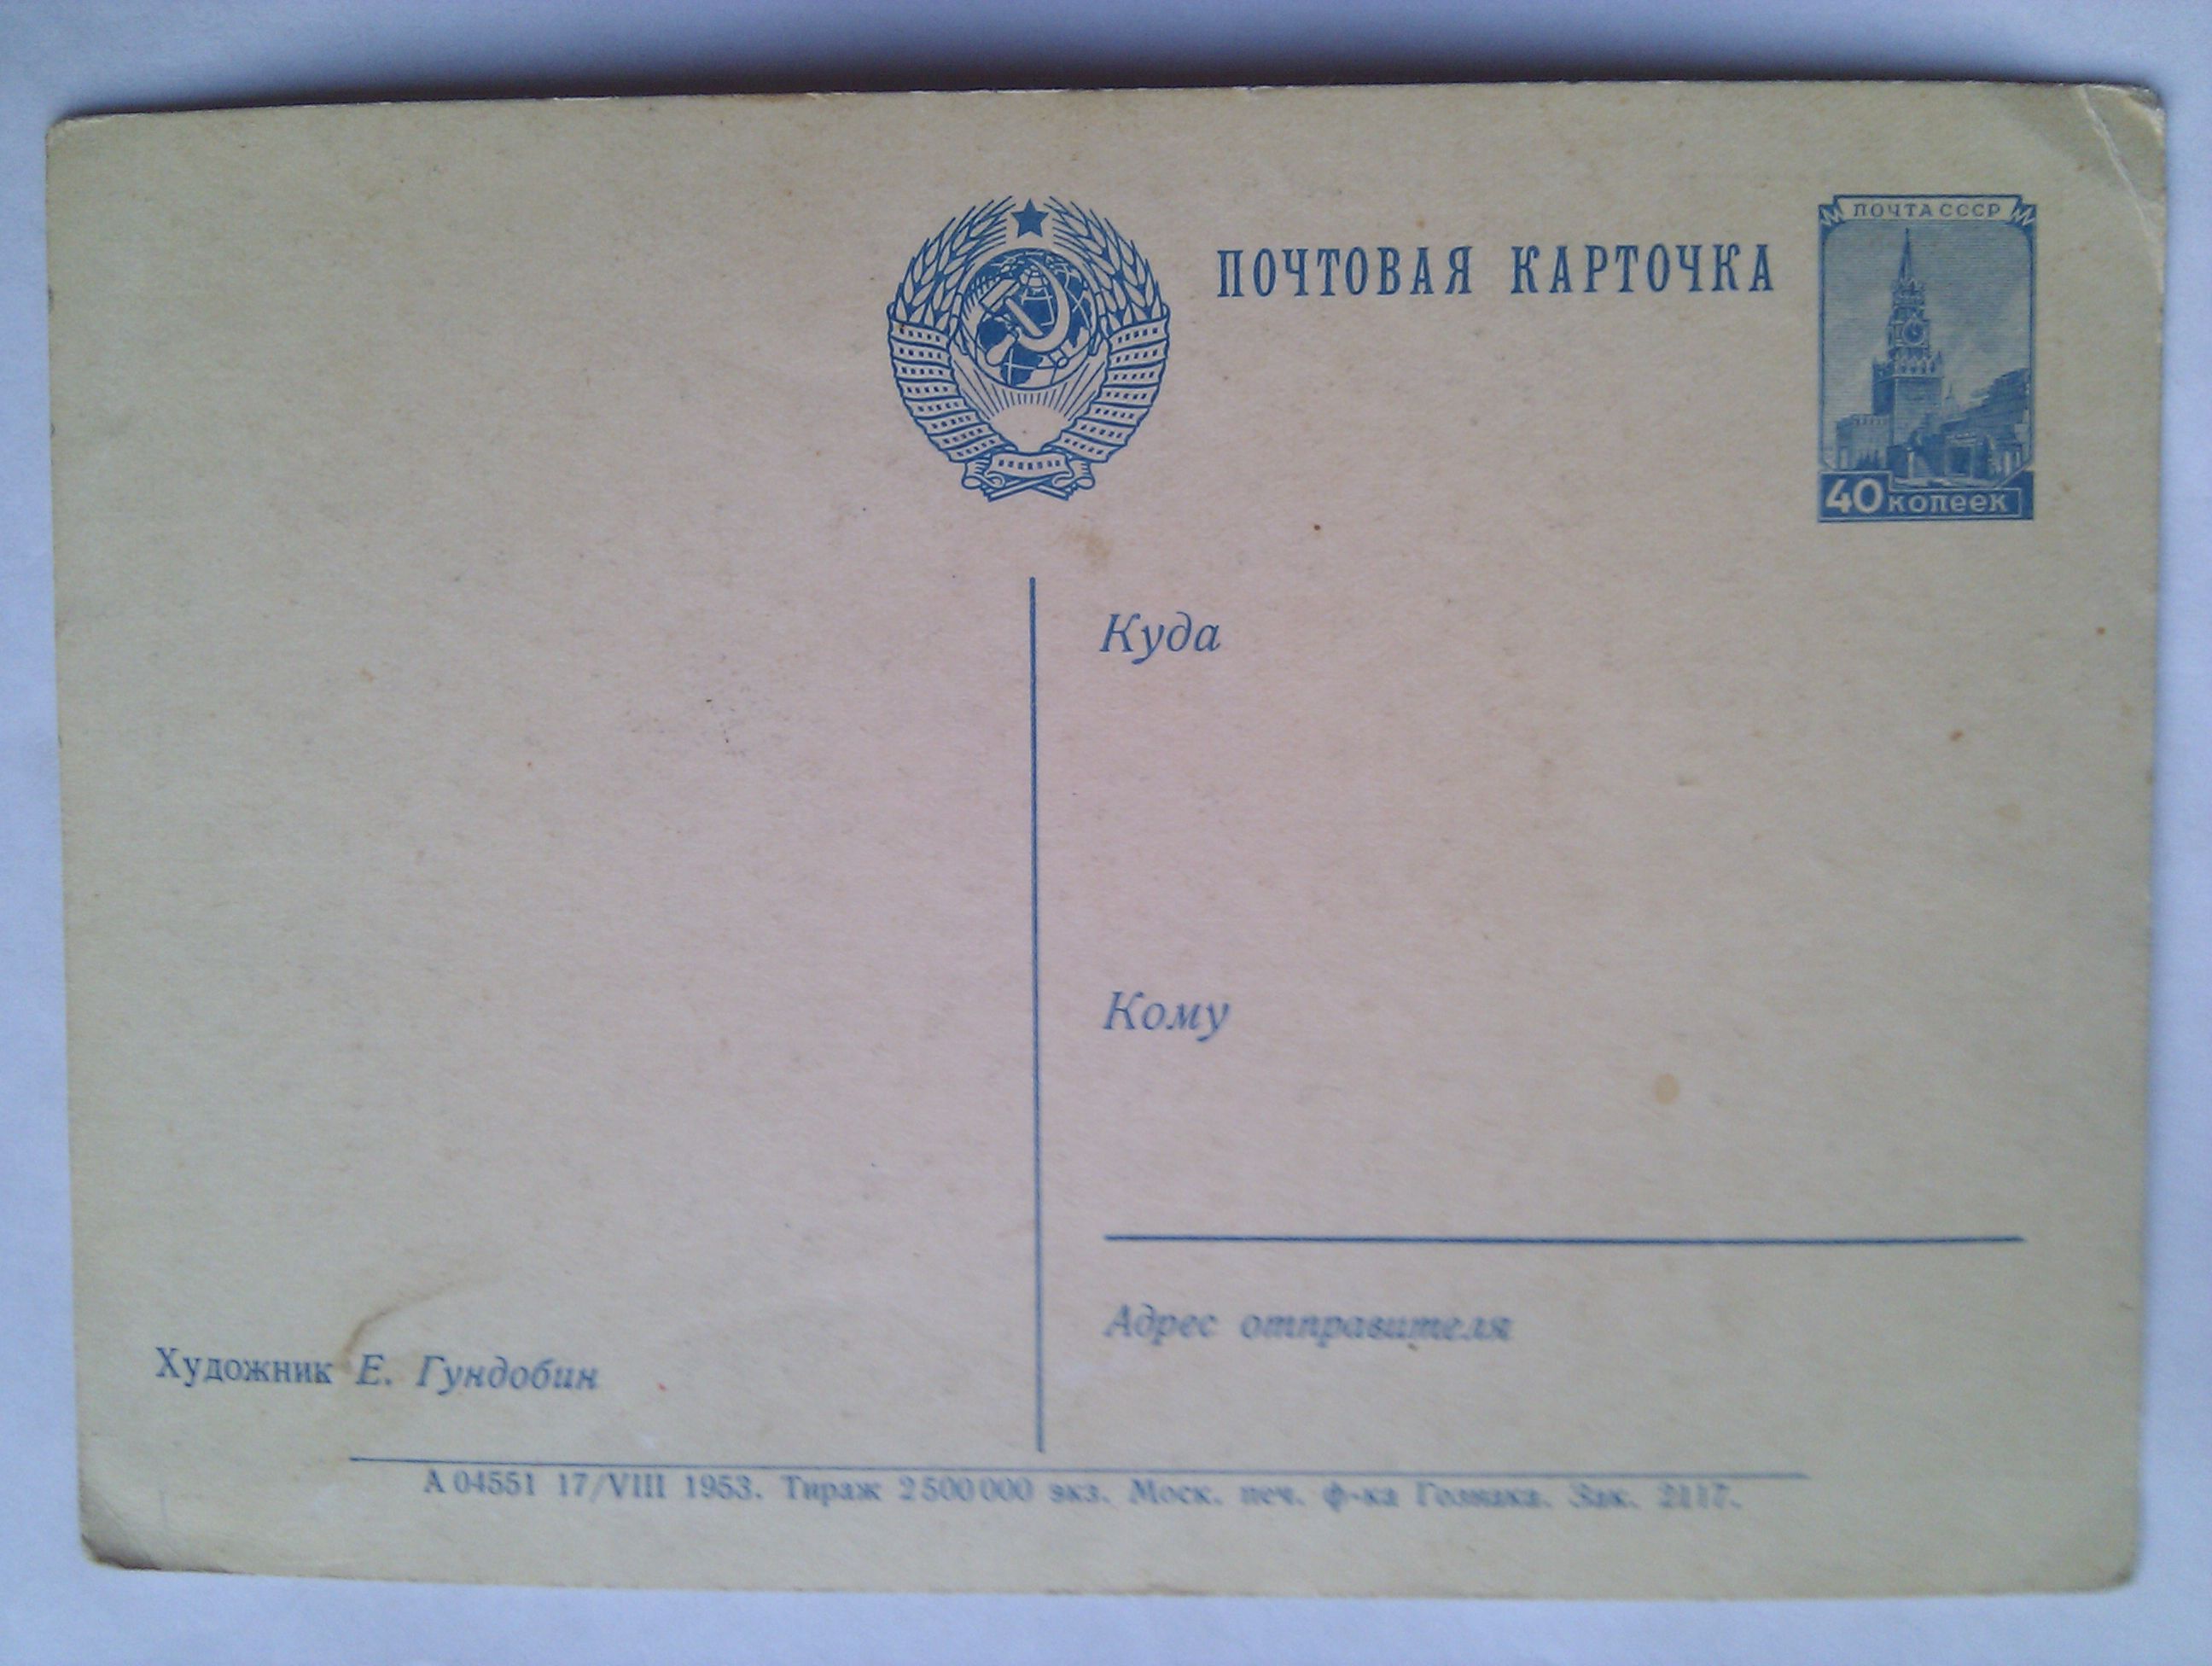 ПОЧТА СССР
ПОЧТОВАЯ КАРТОЧКА
40 копеек
Куда
Кому
Адрес отправителя
Художник Е. Гундобин
А 04551 17/VIII 1953. Тираж 2 500 000 экз. Моск. печ. ф-ка Гознака. Зак. 2117.